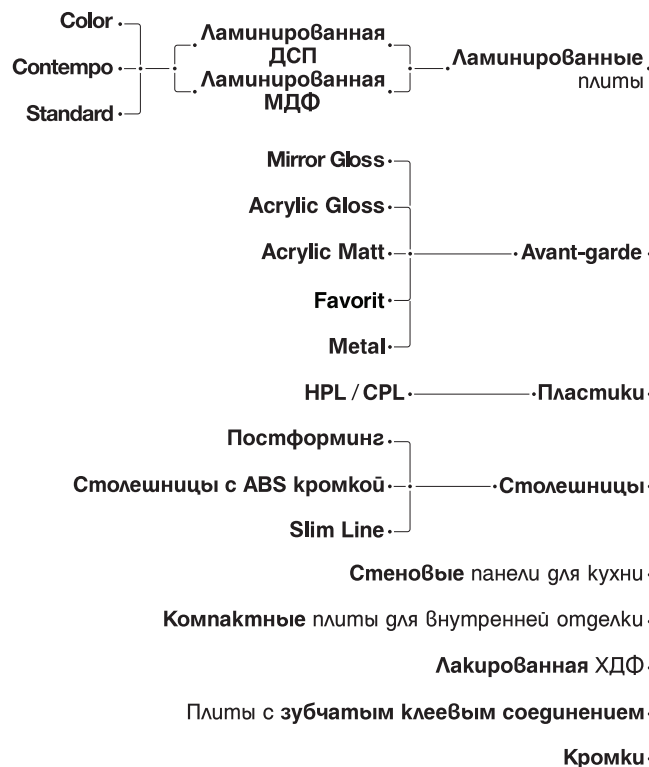 Color
Contempo
Standard
Ламинированная
ДСП
Ламинированная
МДФ
Ламинированные
плиты
Mirror Gloss
Acrylic Gloss
Acrylic Matt
Favorit
Metal
Avant-garde
HPL / CPL
Пластики
Постформинг
Столешницы с ABS кромкой
Slim Line
Столешницы
Стеновые панели для кухни
Компактные плиты для внутренней отделки
Лакированная ХДФ
Плиты с зубчатым клеевым соединением
Кромки